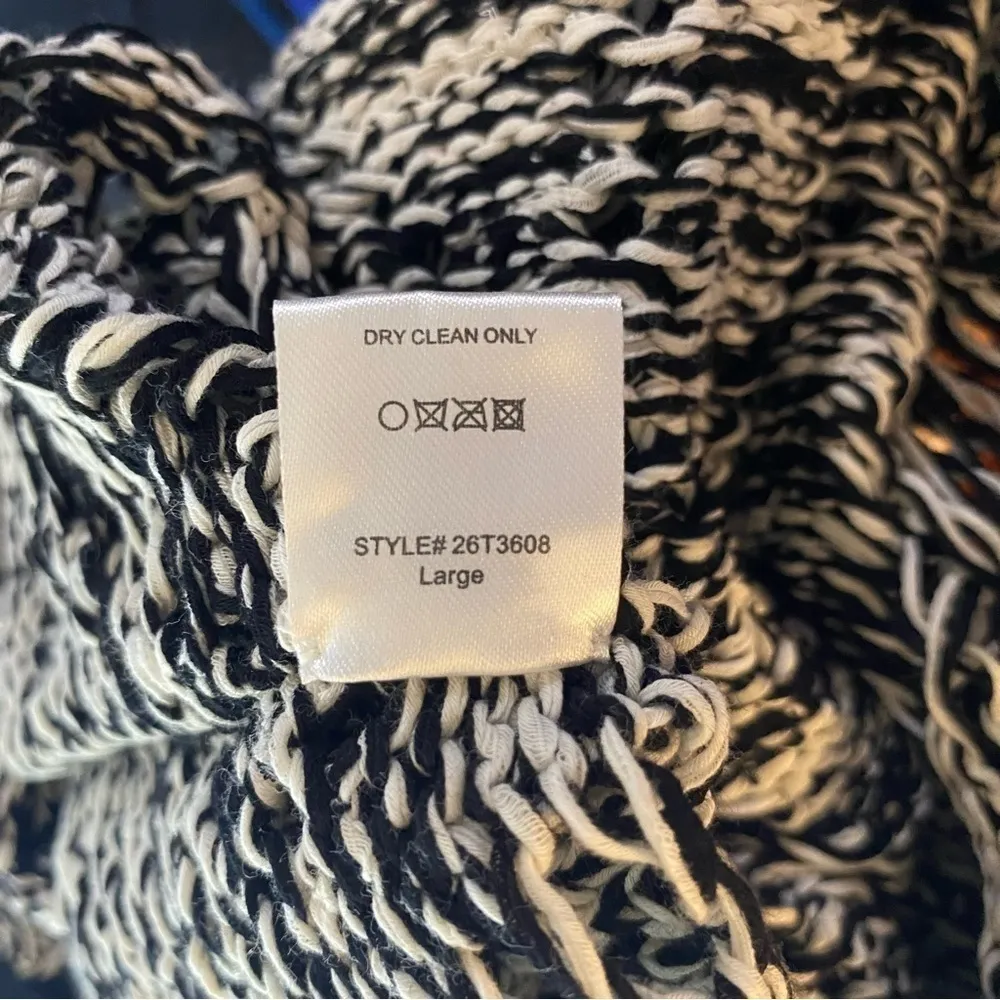 DRY CLEAN ONLY
STYLE# 26T3608
Large